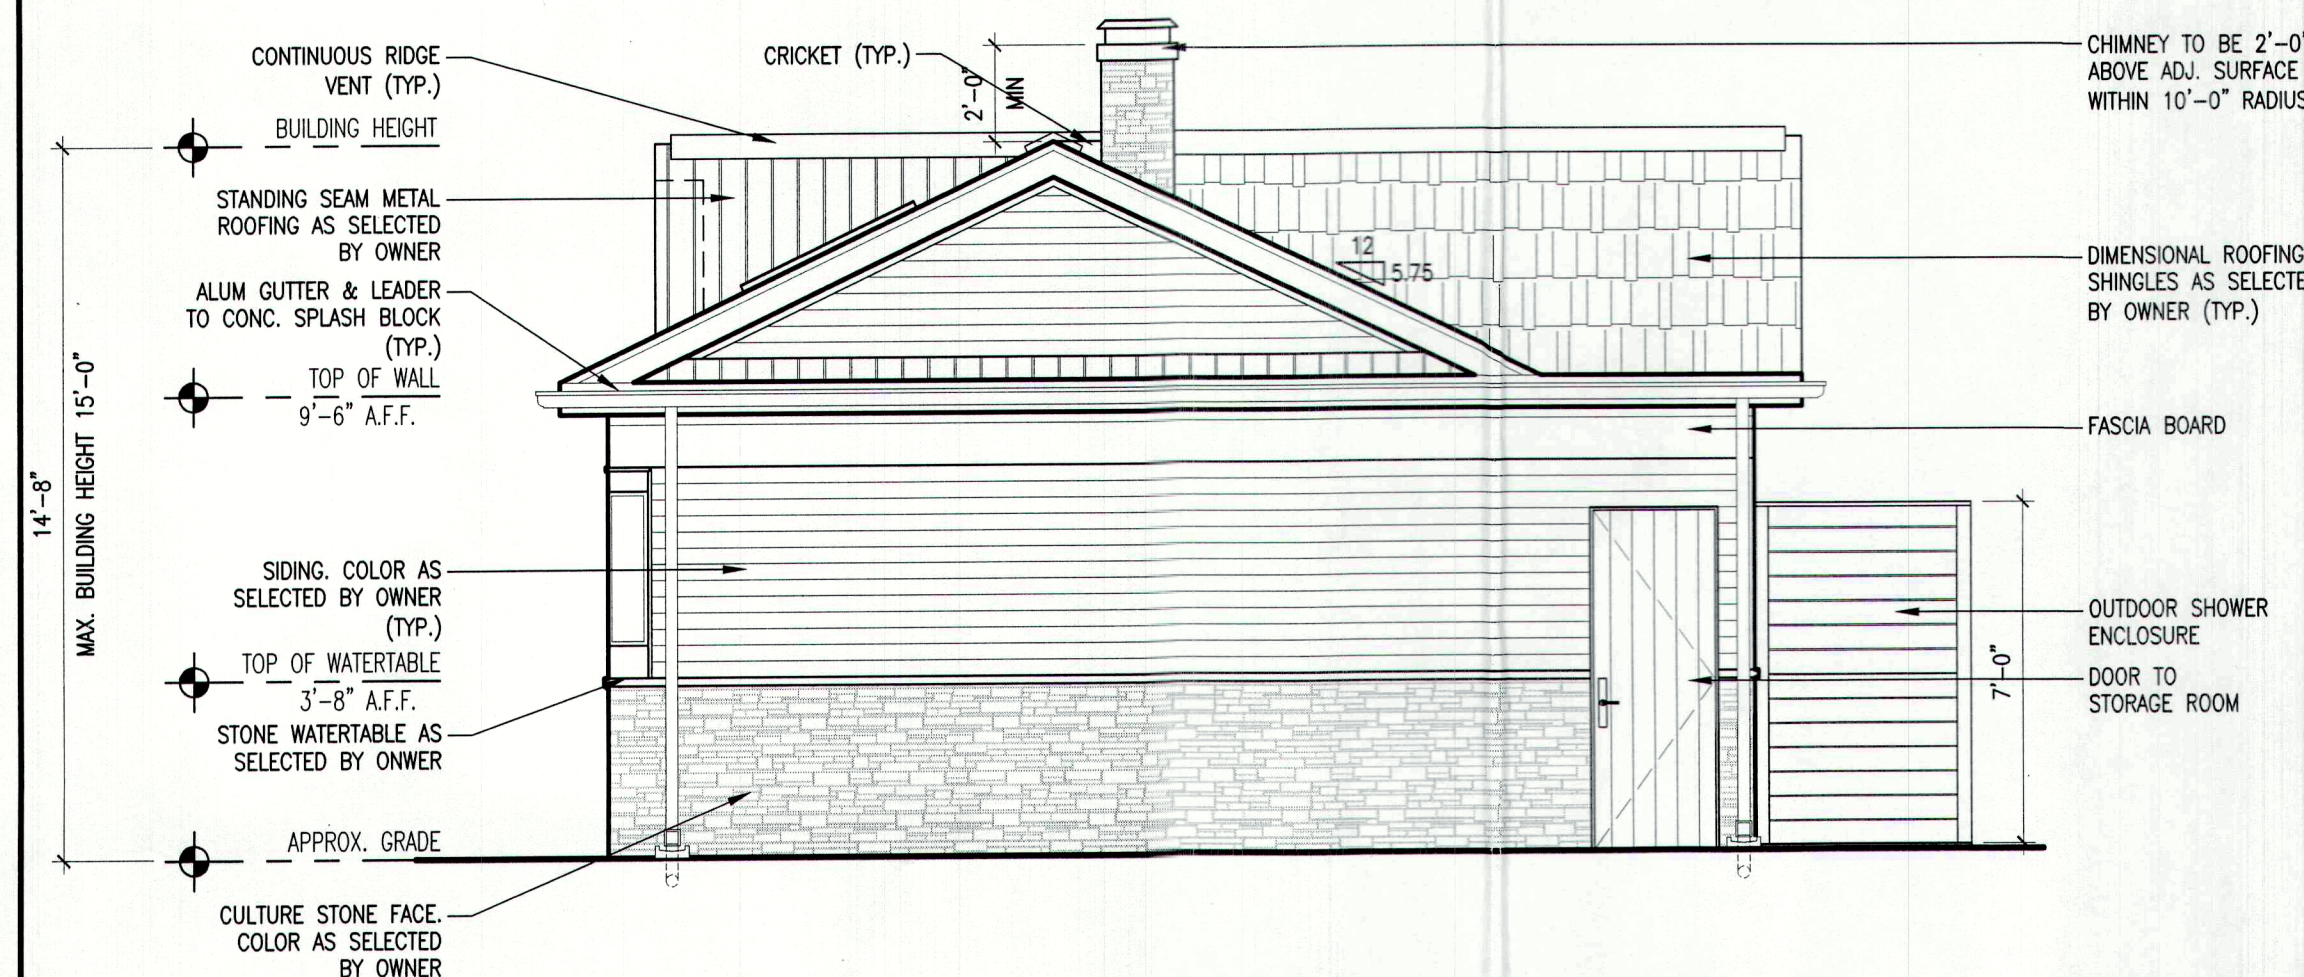 CONTINUOUS RIDGE
VENT (TYP.)
BUILDING HEIGHT
STANDING SEAM METAL
ROOFING AS SELECTED
BY OWNER
ALUM GUTTER & LEADER
TO CONC. SPLASH BLOCK
(TYP.)
TOP OF WALL
9'-6" A.F.F.
14'-8"
MAX. BUILDING HEIGHT 15'-0"
SIDING. COLOR AS
SELECTED BY OWNER
(TYP.)
TOP OF WATERTABLE
3'-8" A.F.F.
STONE WATERTABLE AS
SELECTED BY ONWER
APPROX. GRADE
CULTURE STONE FACE.
COLOR AS SELECTED
BY OWNER
CRICKET (TYP.)
2'-0"
MIN
12
5.75
CHIMNEY TO BE 2'-0"
ABOVE ADJ. SURFACE
WITHIN 10'-0" RADIUS
DIMENSIONAL ROOFING
SHINGLES AS SELECTE
BY OWNER (TYP.)
FASCIA BOARD
OUTDOOR SHOWER
ENCLOSURE
7'-0"
DOOR TO
STORAGE ROOM